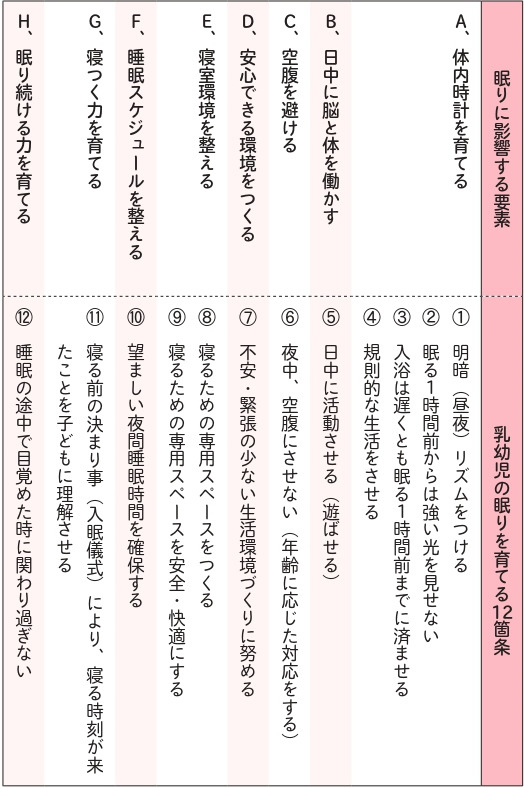 眠りに影響する要素
乳幼児の眠りを育てる12箇条
A、体内時計を育てる
① 明暗（昼夜）リズムをつける
② 眠る1時間前からは強い光を見せない
③ 入浴は遅くとも眠る1時間前までに済ませる
④ 規則的な生活をさせる
B、日中に脳と体を働かす
⑤ 日中に活動させる（遊ばせる）
C、空腹を避ける
⑥ 夜中、空腹にさせない（年齢に応じた対応をする）
D、安心できる環境をつくる
⑦ 不安・緊張の少ない生活環境づくりに努める
E、寝室環境を整える
⑧ 寝るための専用スペースをつくる
⑨ 寝るための専用スペースを安全・快適にする
F、睡眠スケジュールを整える
⑩ 望ましい夜間睡眠時間を確保する
G、寝つく力を育てる
⑪ 寝る前の決まり事（入眠儀式）により、寝る時刻が来
たことを子どもに理解させる
H、眠り続ける力を育てる
⑫ 睡眠の途中で目覚めた時に関わり過ぎない